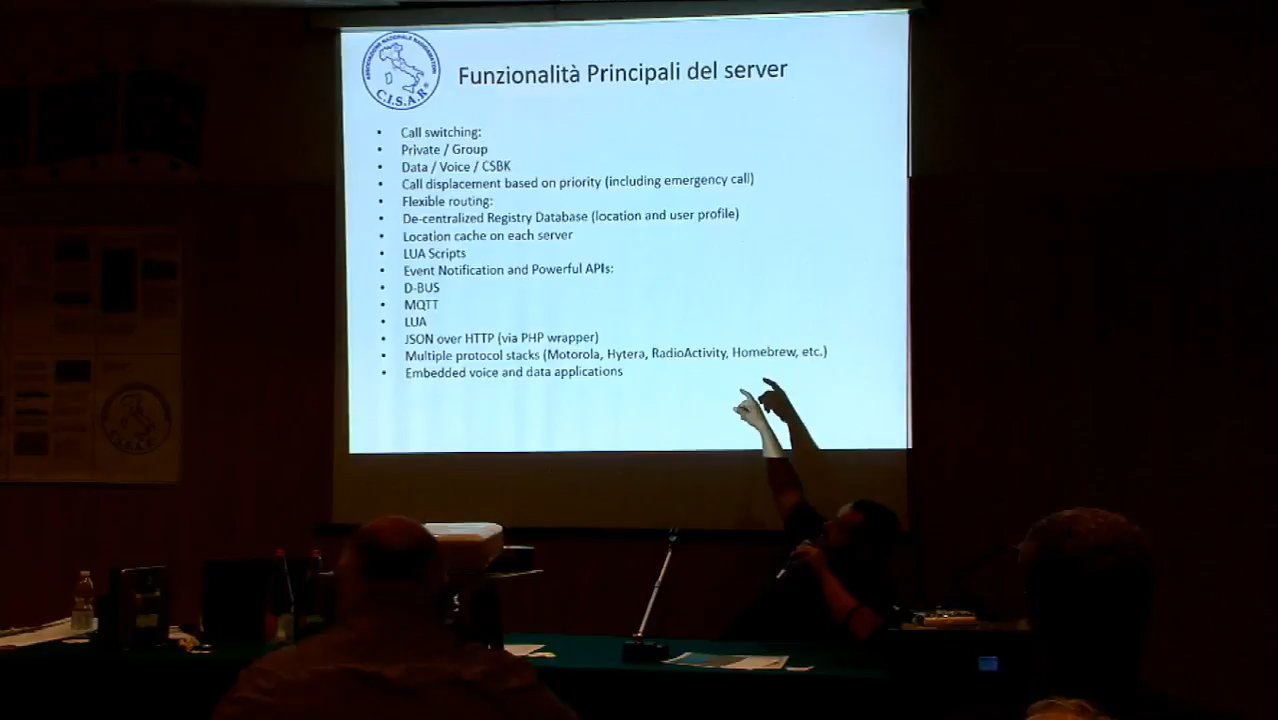 ASSOCIAZIONE NAZIONALE RADIOAMATORI
C.I.S.A.R.
Funzionalità Principali del server
• Call switching:
• Private / Group
• Data / Voice / CSBK
• Call displacement based on priority (including emergency call)
• Flexible routing:
• De-centralized Registry Database (location and user profile)
• Location cache on each server
• LUA Scripts
• Event Notification and Powerful APIs:
• D-BUS
• MQTT
• LUA
• JSON over HTTP (via PHP wrapper)
• Multiple protocol stacks (Motorola, Hytera, RadioActivity, Homebrew, etc.)
• Embedded voice and data applications
C.I.S.A.R.